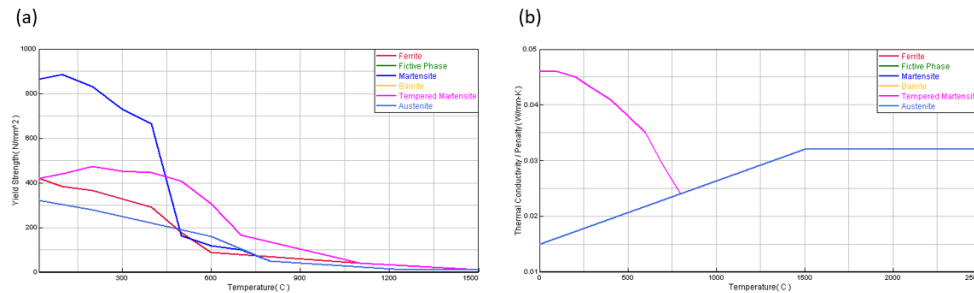 (a)
(b)
1000
800
600
400
200
0
Yield Strength( N/mm^2 )
300
600
900
1200
1500
Temperature( C )
Ferrite
Fictive Phase
Martensite
Bainite
Tempered Martensite
Austenite
0.05
0.04
0.03
0.02
0.01
Thermal Conductivity / Penalty( W/mm-K )
0
500
1000
1500
2000
2500
Temperature( C )
Ferrite
Fictive Phase
Martensite
Bainite
Tempered Martensite
Austenite